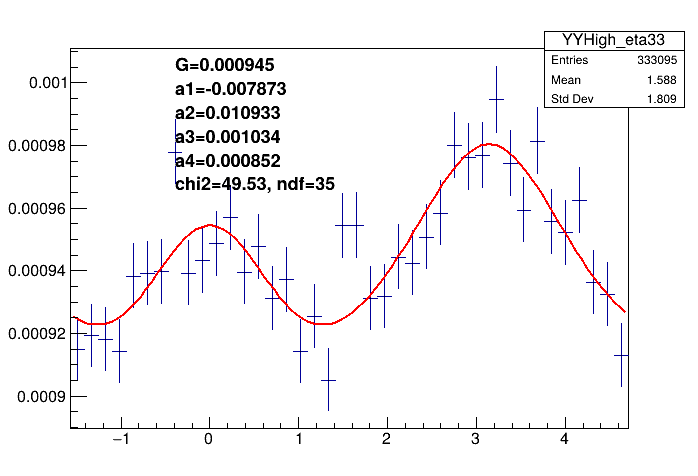 YYHigh_eta33
Entries 333095
Mean 1.588
Std Dev 1.809
G=0.000945
a1=-0.007873
a2=0.010933
a3=0.001034
a4=0.000852
chi2=49.53, ndf=35
0.001
0.00098
0.00096
0.00094
0.00092
0.0009
−1 0 1 2 3 4